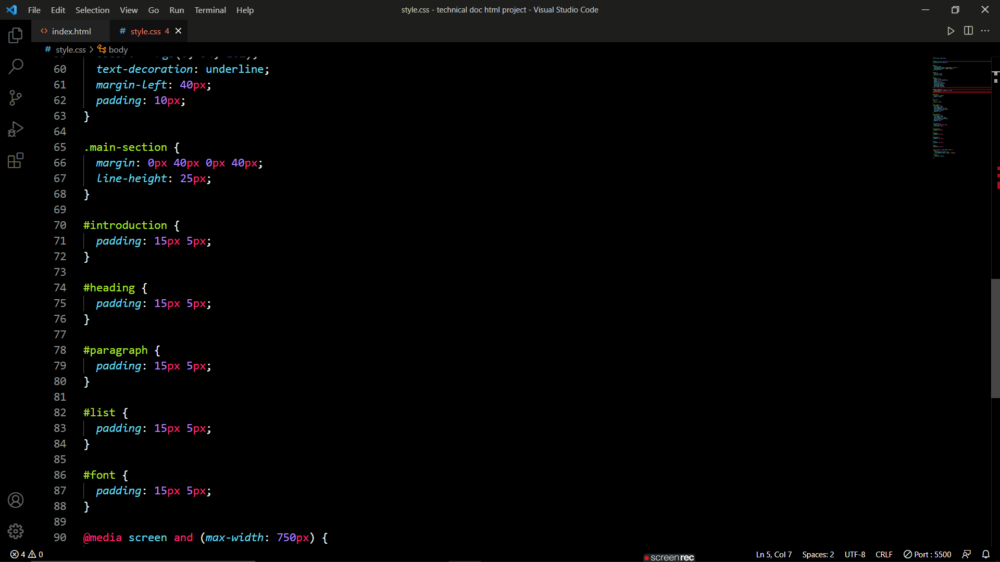 File Edit Selection View Go Run Terminal Help
style.css - technical doc html project - Visual Studio Code
<> index.html
# style.css 4
# style.css > body
60 text-decoration: underline;
61 margin-left: 40px;
62 padding: 10px;
63 }
64
65 .main-section {
66 margin: 0px 40px 0px 40px;
67 line-height: 25px;
68 }
69
70 #introduction {
71 padding: 15px 5px;
72 }
73
74 #heading {
75 padding: 15px 5px;
76 }
77
78 #paragraph {
79 padding: 15px 5px;
80 }
81
82 #list {
83 padding: 15px 5px;
84 }
85
86 #font {
87 padding: 15px 5px;
88 }
89
90 @media screen and (max-width: 750px) {
4 0
screenrec
Ln 5, Col 7 Spaces: 2 UTF-8 CRLF Port : 5500